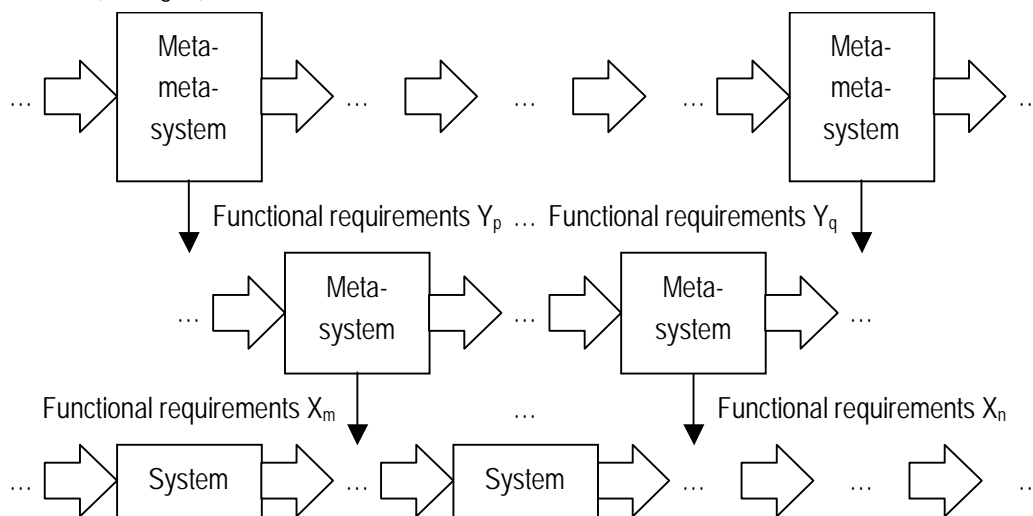 Meta-
meta-
system
Meta-
meta-
system
… … … … …
Functional requirements Yₚ … Functional requirements Y_q
Meta-
system
Meta-
system
… … …
Functional requirements Xₘ … Functional requirements Xₙ
… System … System … … …